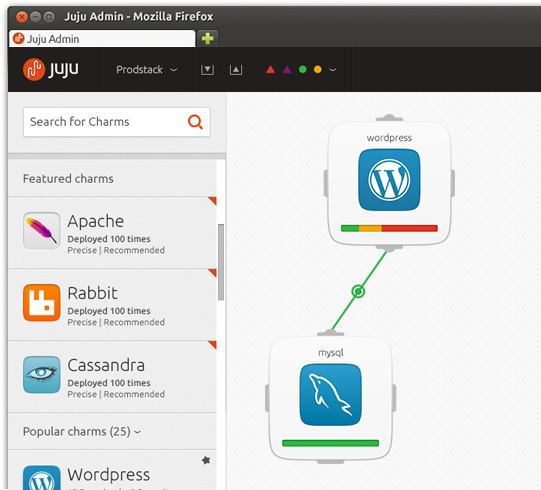 Juju Admin - Mozilla Firefox
Juju Admin
juju
Prodstack
Search for Charms
Featured charms
Apache
Deployed 100 times
Precise | Recommended
Rabbit
Deployed 100 times
Precise | Recommended
Cassandra
Deployed 100 times
Precise | Recommended
Popular charms (25)
Wordpress
wordpress
mysql